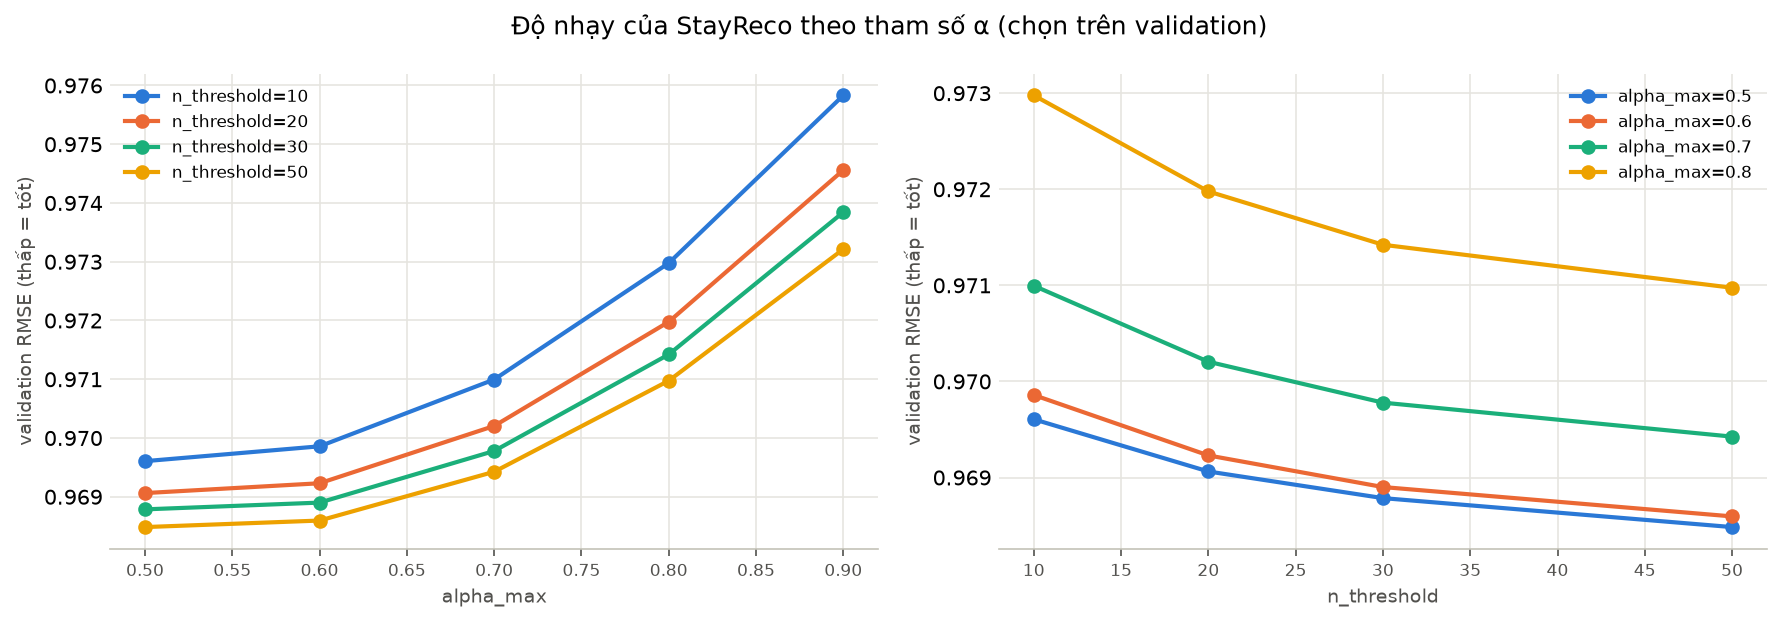 Độ nhạy của StayReco theo tham số α (chọn trên validation)
validation RMSE (thấp = tốt)
0.976
0.975
0.974
0.973
0.972
0.971
0.970
0.969
n_threshold=10
n_threshold=20
n_threshold=30
n_threshold=50
0.50 0.55 0.60 0.65 0.70 0.75 0.80 0.85 0.90
alpha_max
validation RMSE (thấp = tốt)
0.973
0.972
0.971
0.970
0.969
alpha_max=0.5
alpha_max=0.6
alpha_max=0.7
alpha_max=0.8
10 15 20 25 30 35 40 45 50
n_threshold